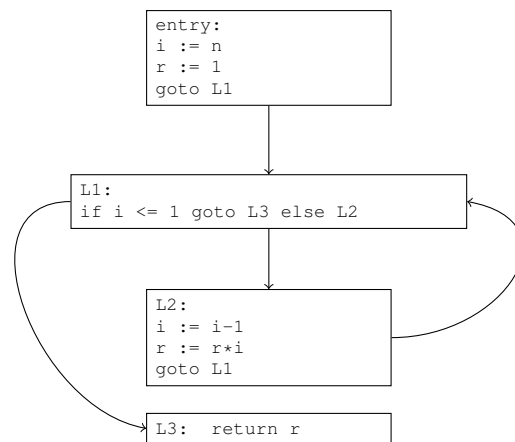 entry:
i := n
r := 1
goto L1
L1:
if i <= 1 goto L3 else L2
L2:
i := i-1
r := r*i
goto L1
L3:  return r